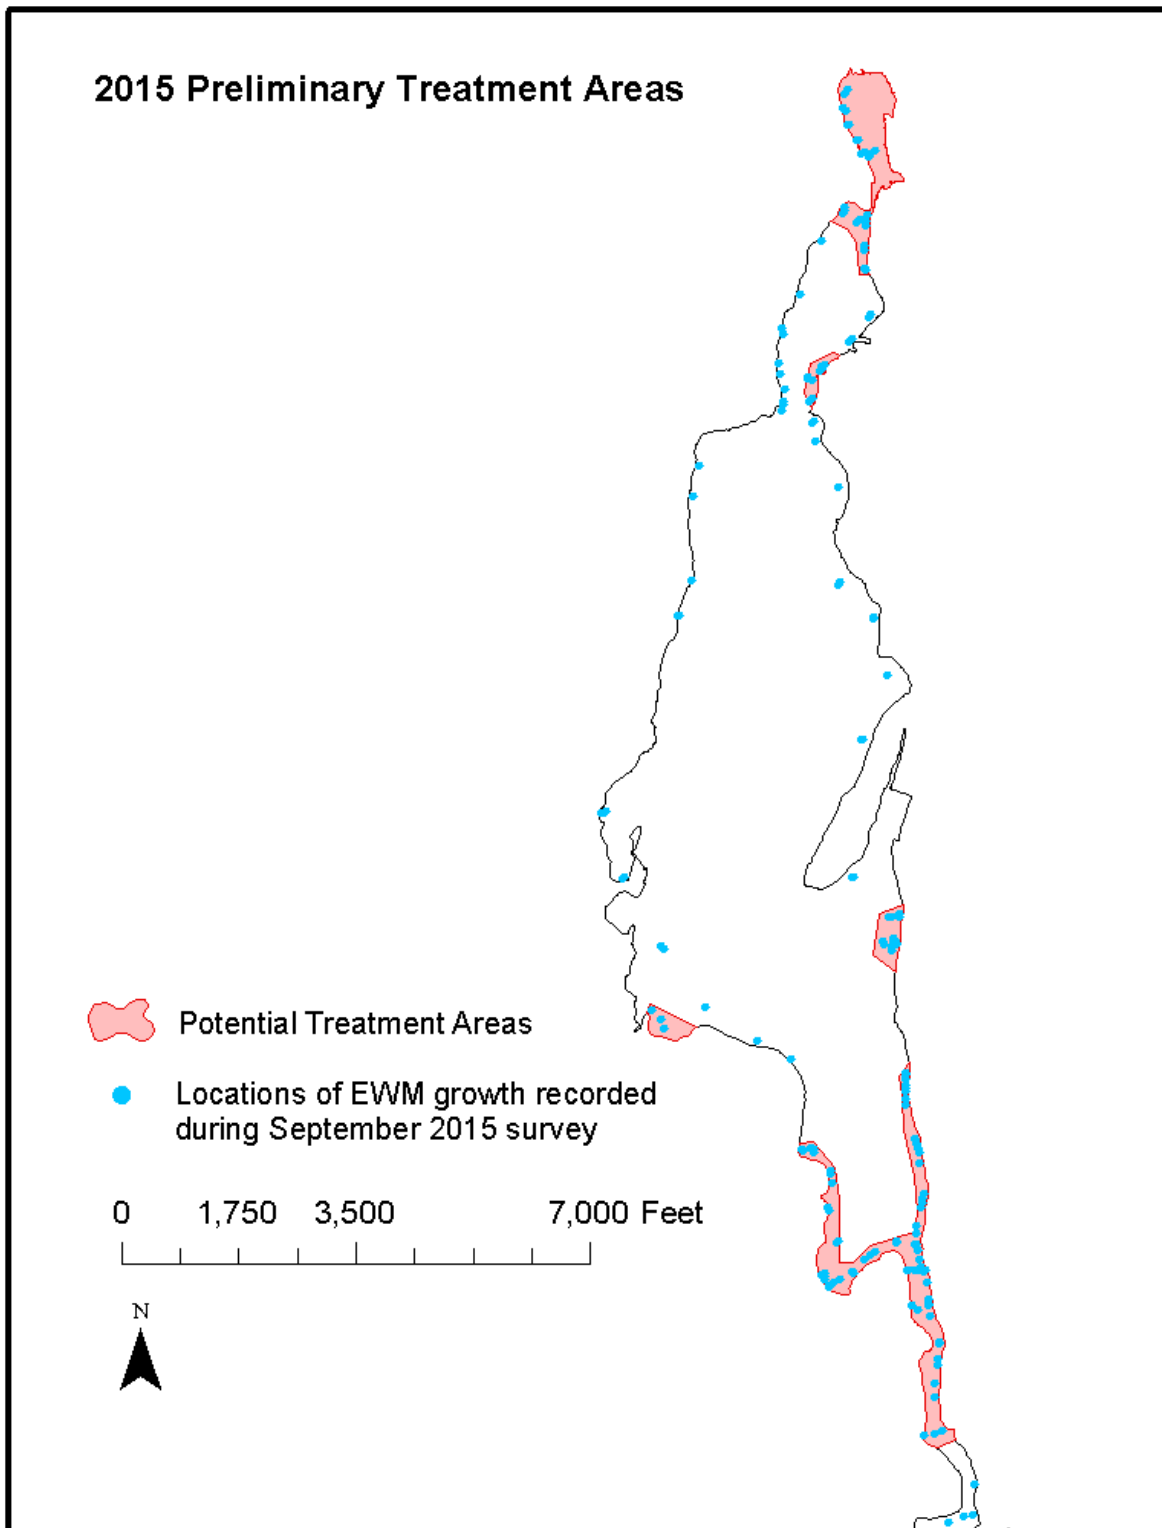 2015 Preliminary Treatment Areas
Potential Treatment Areas
Locations of EWM growth recorded
during September 2015 survey
0 1,750 3,500 7,000 Feet
N